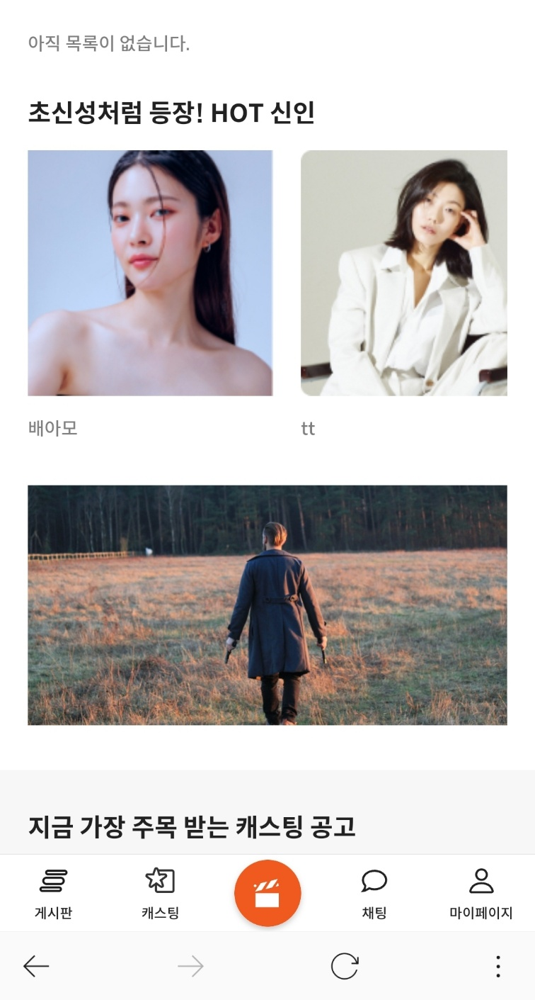 아직 목록이 없습니다.
초신성처럼 등장! HOT 신인
배아모
tt
지금 가장 주목 받는 캐스팅 공고
게시판
캐스팅
채팅
마이페이지